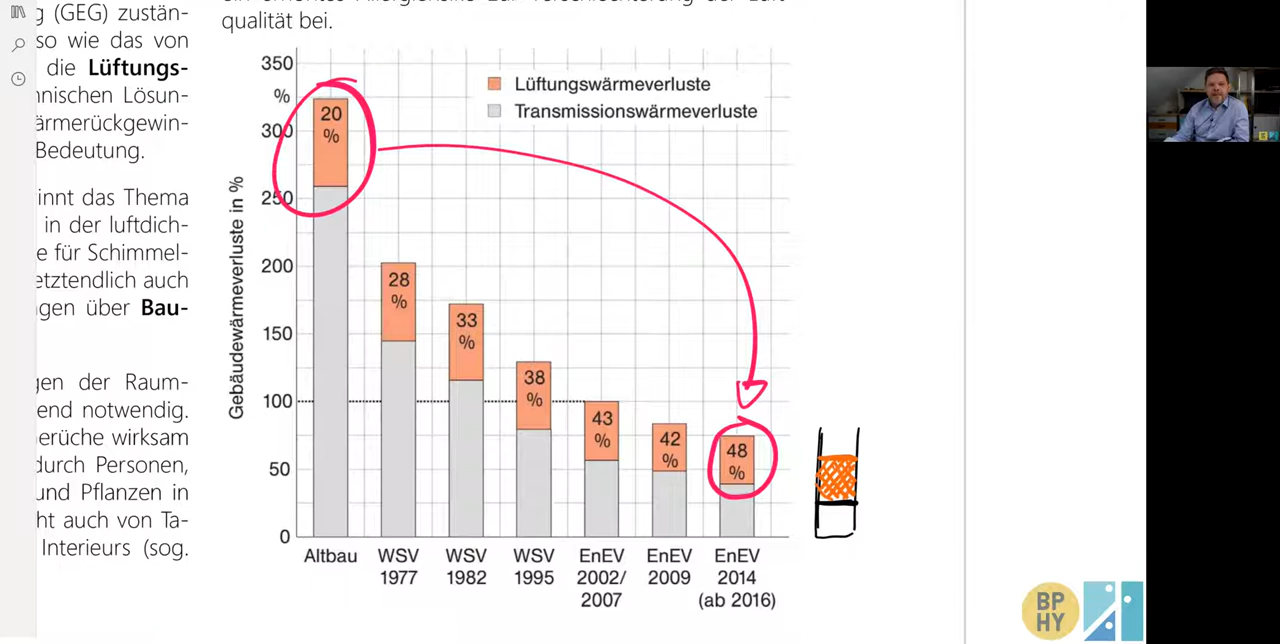 g (GEG) zustän-
so wie das von
die Lüftungs-
nischen Lösun-
ärmerückgewin-
Bedeutung.
innt das Thema
in der luftdich-
e für Schimmel-
etztendlich auch
gen über Bau-
gen der Raum-
end notwendig.
erüche wirksam
durch Personen,
und Pflanzen in
ht auch von Ta-
Interieurs (sog.
qualität bei.
Gebäudewärmeverluste in %
350
%
300
250
200
150
100
50
0
Lüftungswärmeverluste
Transmissionswärmeverluste
20
%
28
%
33
%
38
%
43
%
42
%
48
%
Altbau
WSV
1977
WSV
1982
WSV
1995
EnEV
2002/
2007
EnEV
2009
EnEV
2014
(ab 2016)
BP
HY